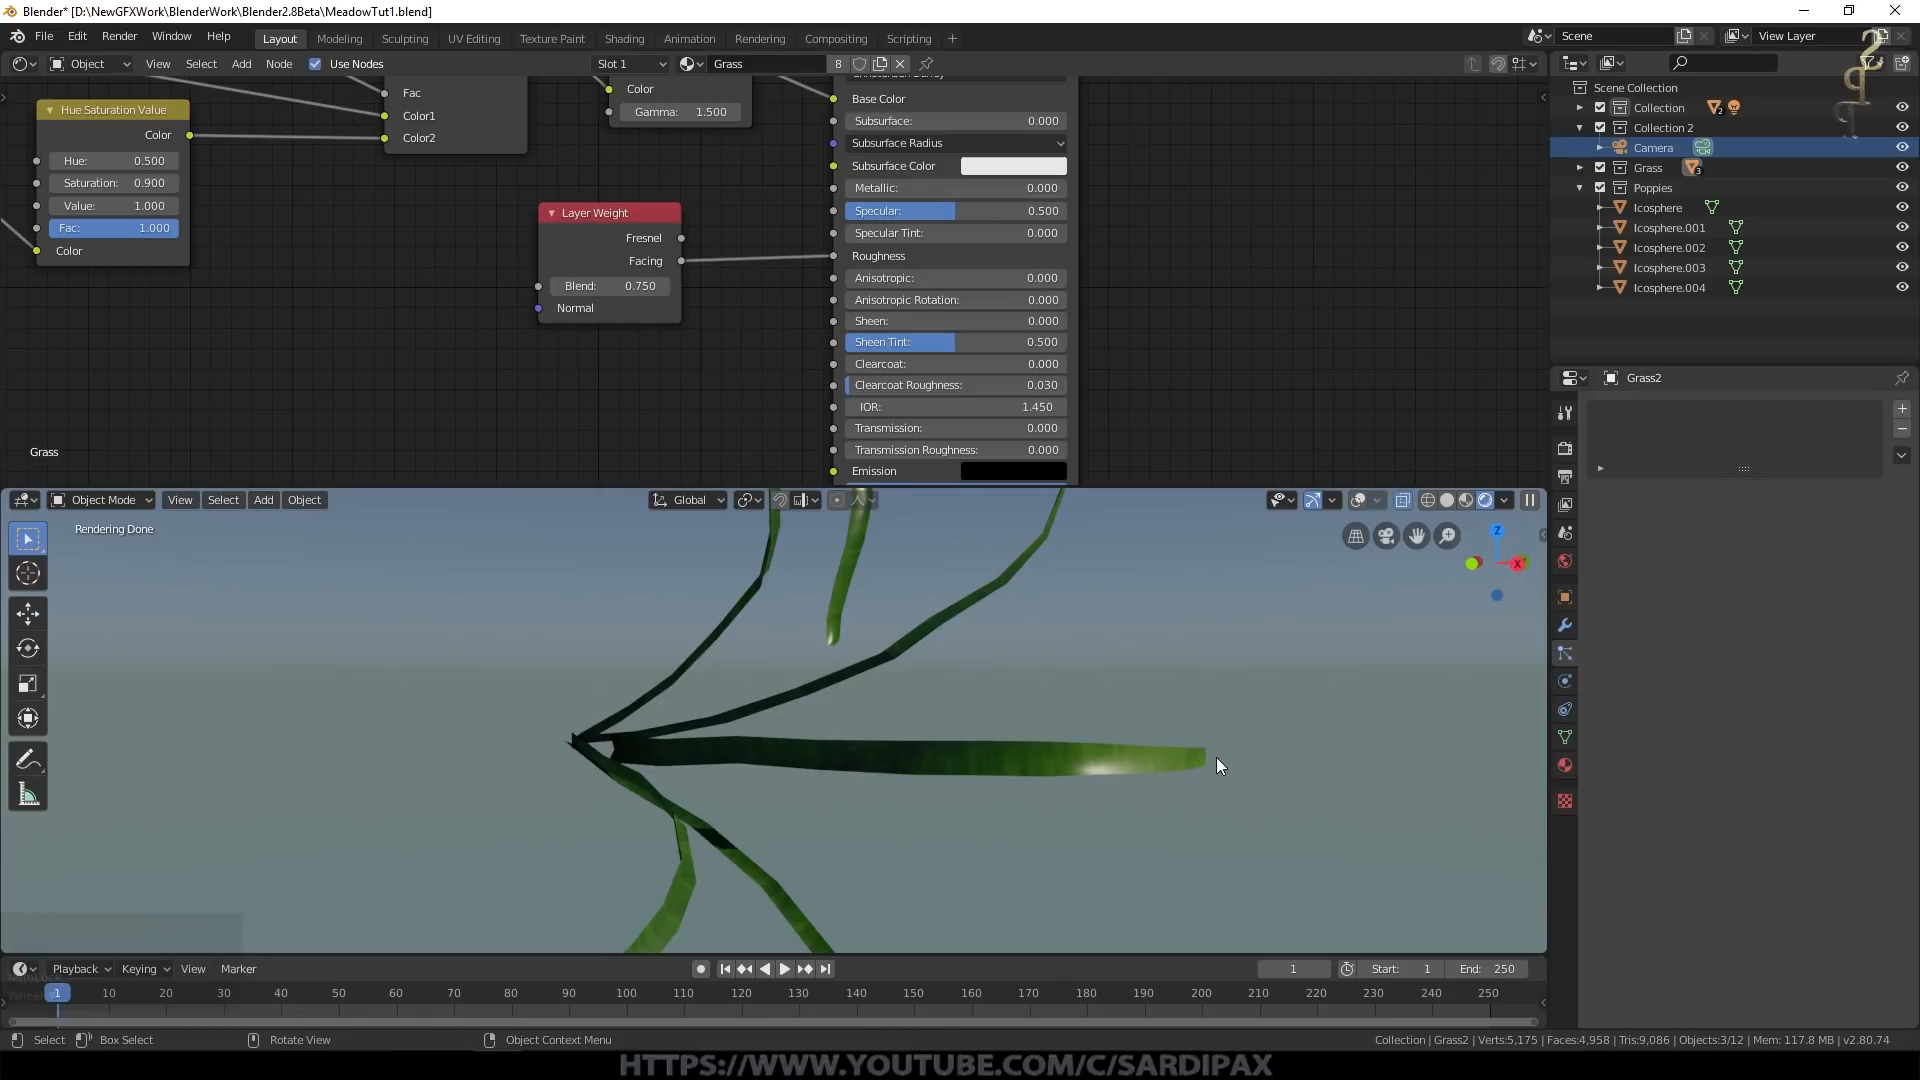 Blender* [D:\NewGFXWork\BlenderWork\Blender2.8Beta\MeadowTut1.blend]
File Edit Render Window Help Layout Modeling Sculpting UV Editing Texture Paint Shading Animation Rendering Compositing Scripting + Scene View Layer
Object View Select Add Node Use Nodes Slot 1 Grass 8
Scene Collection
Collection 2
Collection 2
Camera
Grass 3
Poppies
Icosphere
Icosphere.001
Icosphere.002
Icosphere.003
Icosphere.004
Hue Saturation Value
Color
Hue: 0.500
Saturation: 0.900
Value: 1.000
Fac: 1.000
Color
Fac
Color1
Color2
Color
Gamma: 1.500
Layer Weight
Fresnel
Facing
Blend: 0.750
Normal
Base Color
Subsurface: 0.000
Subsurface Radius
Subsurface Color
Metallic: 0.000
Specular: 0.500
Specular Tint: 0.000
Roughness
Anisotropic: 0.000
Anisotropic Rotation: 0.000
Sheen: 0.000
Sheen Tint: 0.500
Clearcoat: 0.000
Clearcoat Roughness: 0.030
IOR: 1.450
Transmission: 0.000
Transmission Roughness: 0.000
Emission
Grass
Grass2
Object Mode View Select Add Object Global
Rendering Done
Z
X
Playback Keying View Marker 1 Start: 1 End: 250
1 10 20 30 40 50 60 70 80 90 100 110 120 130 140 150 160 170 180 190 200 210 220 230 240 250
Select Box Select Rotate View Object Context Menu Collection | Grass2 | Verts:5,175 | Faces:4,958 | Tris:9,086 | Objects:3/12 | Mem: 117.8 MB | v2.80.74
HTTPS://WWW.YOUTUBE.COM/C/SARDIPAX